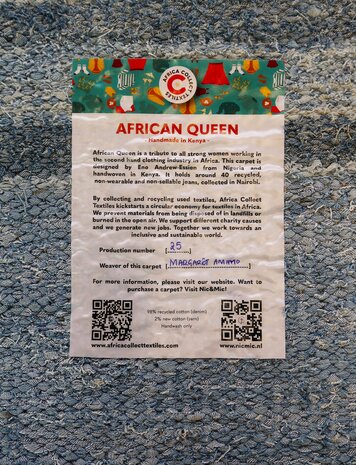 AFRICA COLLECT TEXTILES
AFRICAN QUEEN
- Handmade in Kenya -
African Queen is a tribute to all strong women working in
the second hand clothing industry in Africa. This carpet is
designed by Eno Andrew-Essien from Nigeria and
handwoven in Kenya. It holds around 40 recycled,
non-wearable and non-sellable jeans, collected in Nairobi.
By collecting and recycling used textiles, Africa Collect
Textiles kickstarts a circular economy for textiles in Africa.
We prevent materials from being disposed of in landfills or
burned in the open air. We support different charity causes
and we generate new jobs. Together we work towards an
inclusive and sustainable world.
Production number [25]
Weaver of this carpet [MARGARET AMIMO]
For more information, please visit our website. Want to
purchase a carpet? Visit Nic&Mic!
98% recycled cotton (denim)
2% new cotton (yarn)
Handwash only
www.africacollecttextiles.com www.nicmic.nl